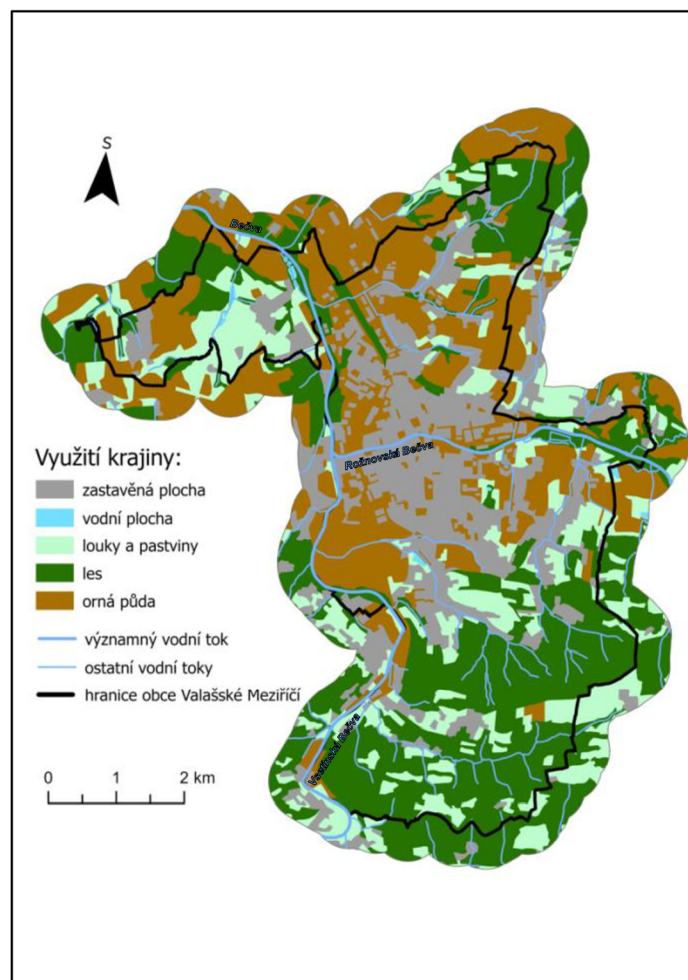 S
Bečva
Rožnovská Bečva
Využití krajiny:
zastavěná plocha
vodní plocha
louky a pastviny
les
orná půda
významný vodní tok
ostatní vodní toky
hranice obce Valašské Meziříčí
Vsetínská Bečva
0 1 2 km